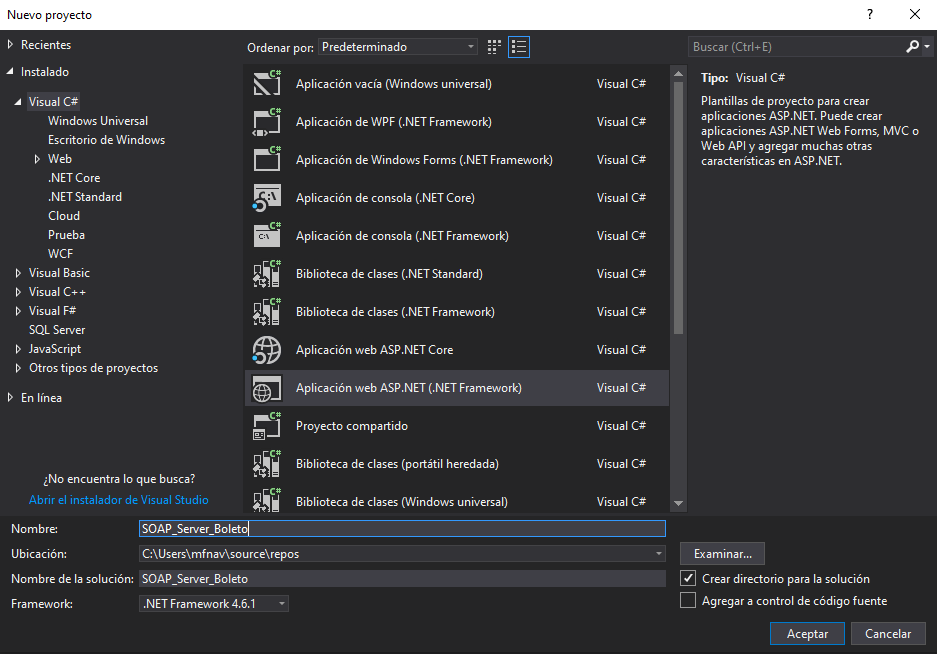 Nuevo proyecto
?
Recientes
Instalado
Visual C#
Windows Universal
Escritorio de Windows
Web
.NET Core
.NET Standard
Cloud
Prueba
WCF
Visual Basic
Visual C++
Visual F#
SQL Server
JavaScript
Otros tipos de proyectos
En línea
¿No encuentra lo que busca?
Abrir el instalador de Visual Studio
Ordenar por: Predeterminado
Aplicación vacía (Windows universal) Visual C#
Aplicación de WPF (.NET Framework) Visual C#
Aplicación de Windows Forms (.NET Framework) Visual C#
Aplicación de consola (.NET Core) Visual C#
Aplicación de consola (.NET Framework) Visual C#
Biblioteca de clases (.NET Standard) Visual C#
Biblioteca de clases (.NET Framework) Visual C#
Aplicación web ASP.NET Core Visual C#
Aplicación web ASP.NET (.NET Framework) Visual C#
Proyecto compartido Visual C#
Biblioteca de clases (portátil heredada) Visual C#
Biblioteca de clases (Windows universal) Visual C#
Buscar (Ctrl+E)
Tipo: Visual C#
Plantillas de proyecto para crear
aplicaciones ASP.NET. Puede crear
aplicaciones ASP.NET Web Forms, MVC o
Web API y agregar muchas otras
características en ASP.NET.
Nombre: SOAP_Server_Boleto
Ubicación: C:\Users\mfnav\source\repos
Examinar...
Nombre de la solución: SOAP_Server_Boleto
Crear directorio para la solución
Framework: .NET Framework 4.6.1
Agregar a control de código fuente
Aceptar
Cancelar